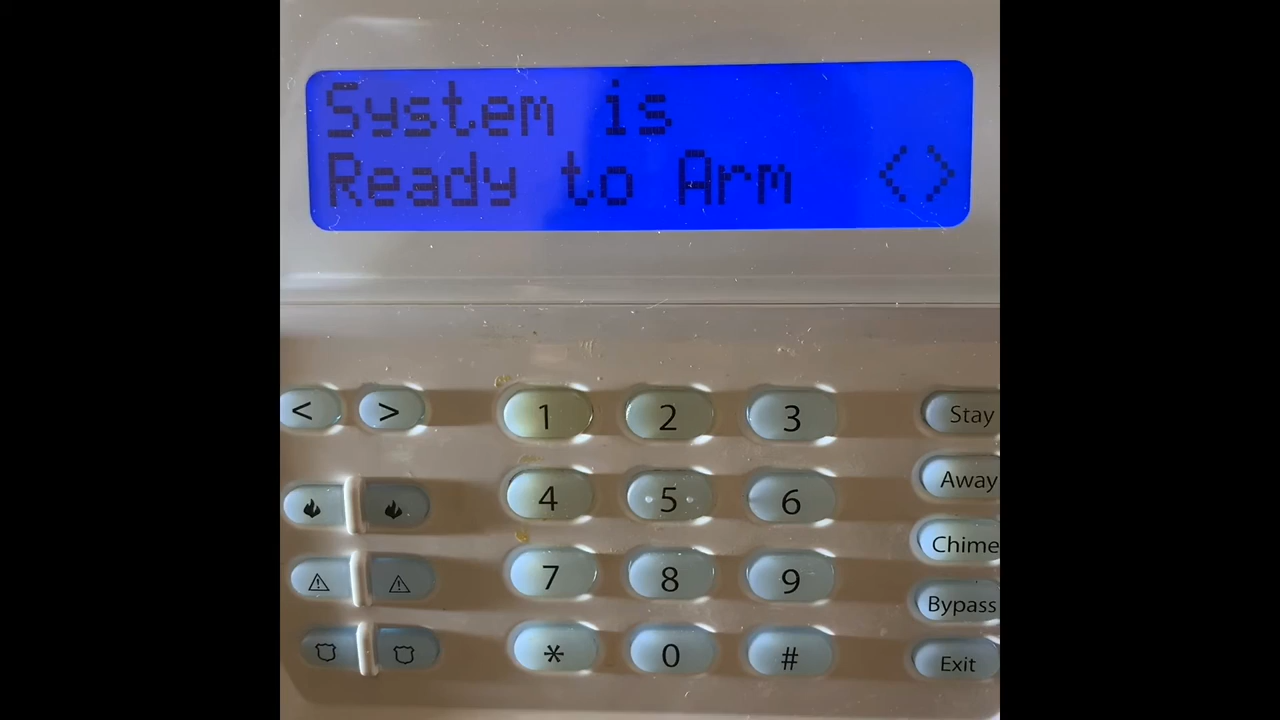 System is
Ready to Arm <>
< > 1 2 3 Stay
4 5 6 Away
Chime
7 8 9
Bypass
* 0 # Exit